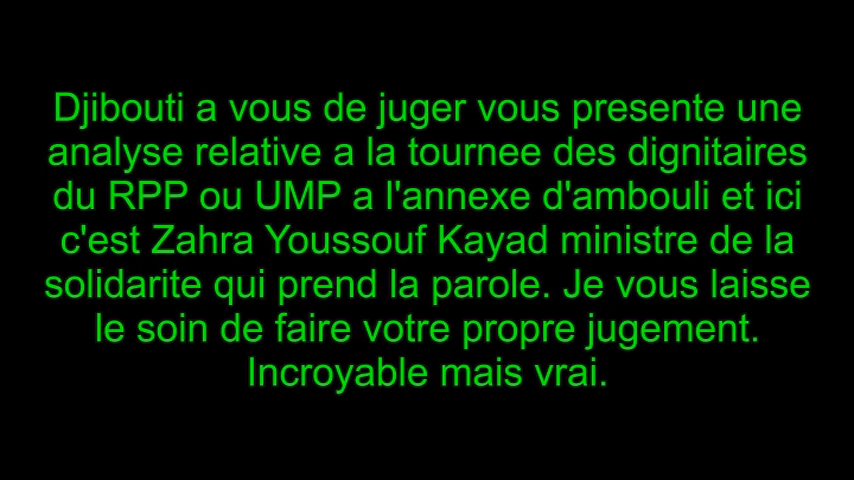 Djibouti a vous de juger vous presente une
analyse relative a la tournee des dignitaires
du RPP ou UMP a l'annexe d'ambouli et ici
c'est Zahra Youssouf Kayad ministre de la
solidarite qui prend la parole. Je vous laisse
le soin de faire votre propre jugement.
Incroyable mais vrai.